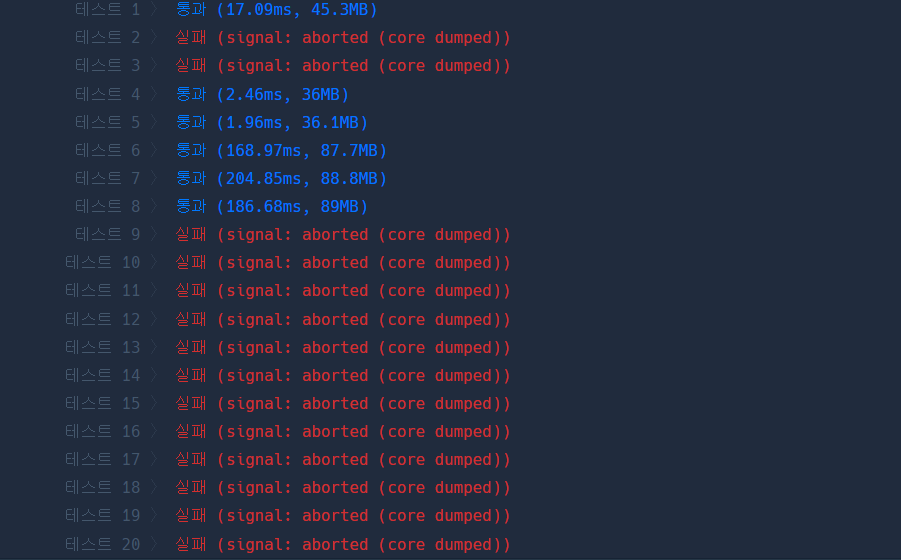 테스트 1 〉 통과 (17.09ms, 45.3MB)
테스트 2 〉 실패 (signal: aborted (core dumped))
테스트 3 〉 실패 (signal: aborted (core dumped))
테스트 4 〉 통과 (2.46ms, 36MB)
테스트 5 〉 통과 (1.96ms, 36.1MB)
테스트 6 〉 통과 (168.97ms, 87.7MB)
테스트 7 〉 통과 (204.85ms, 88.8MB)
테스트 8 〉 통과 (186.68ms, 89MB)
테스트 9 〉 실패 (signal: aborted (core dumped))
테스트 10 〉 실패 (signal: aborted (core dumped))
테스트 11 〉 실패 (signal: aborted (core dumped))
테스트 12 〉 실패 (signal: aborted (core dumped))
테스트 13 〉 실패 (signal: aborted (core dumped))
테스트 14 〉 실패 (signal: aborted (core dumped))
테스트 15 〉 실패 (signal: aborted (core dumped))
테스트 16 〉 실패 (signal: aborted (core dumped))
테스트 17 〉 실패 (signal: aborted (core dumped))
테스트 18 〉 실패 (signal: aborted (core dumped))
테스트 19 〉 실패 (signal: aborted (core dumped))
테스트 20 〉 실패 (signal: aborted (core dumped))